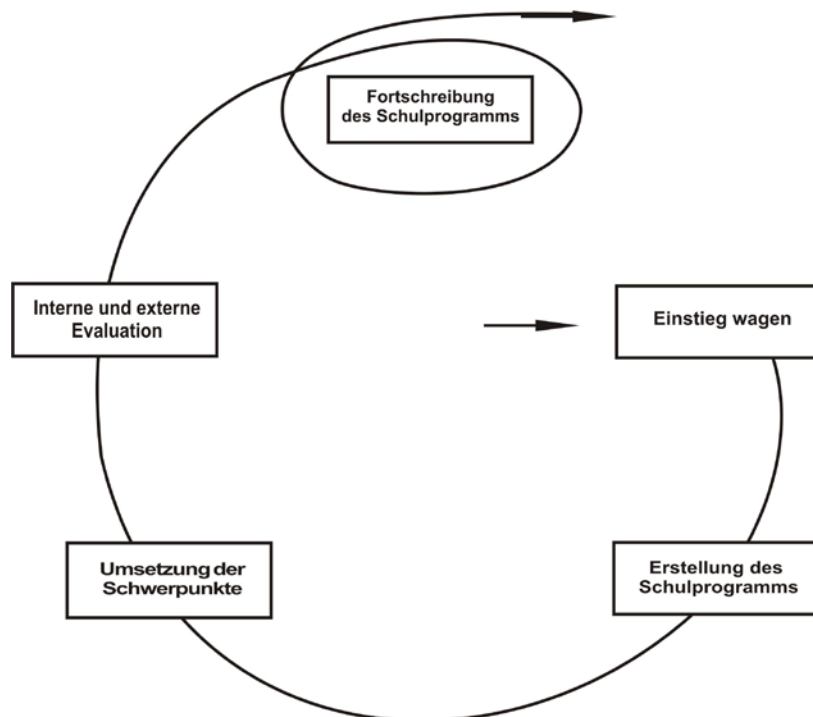 Fortschreibung
des Schulprogramms
Interne und externe
Evaluation
Einstieg wagen
Umsetzung der
Schwerpunkte
Erstellung des
Schulprogramms